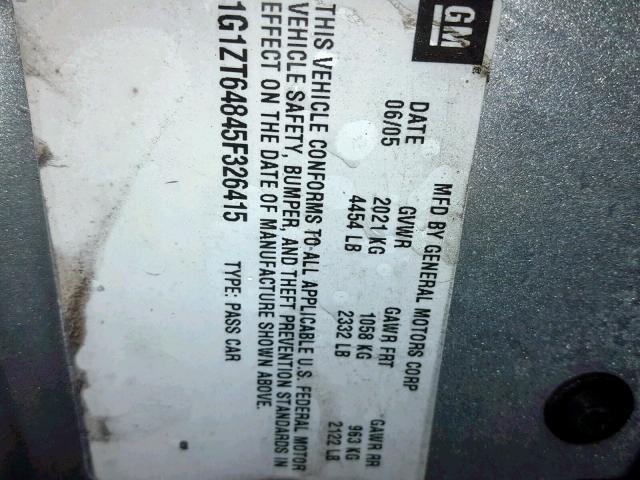 GM
MFD BY GENERAL MOTORS CORP
DATE GVWR GAWR FRT GAWR RR
06/05 2021 KG 1058 KG 963 KG
4454 LB 2332 LB 2122 LB
THIS VEHICLE CONFORMS TO ALL APPLICABLE U.S. FEDERAL MOTOR
VEHICLE SAFETY, BUMPER, AND THEFT PREVENTION STANDARDS IN
EFFECT ON THE DATE OF MANUFACTURE SHOWN ABOVE.
1G1ZT64845F326415 TYPE: PASS CAR